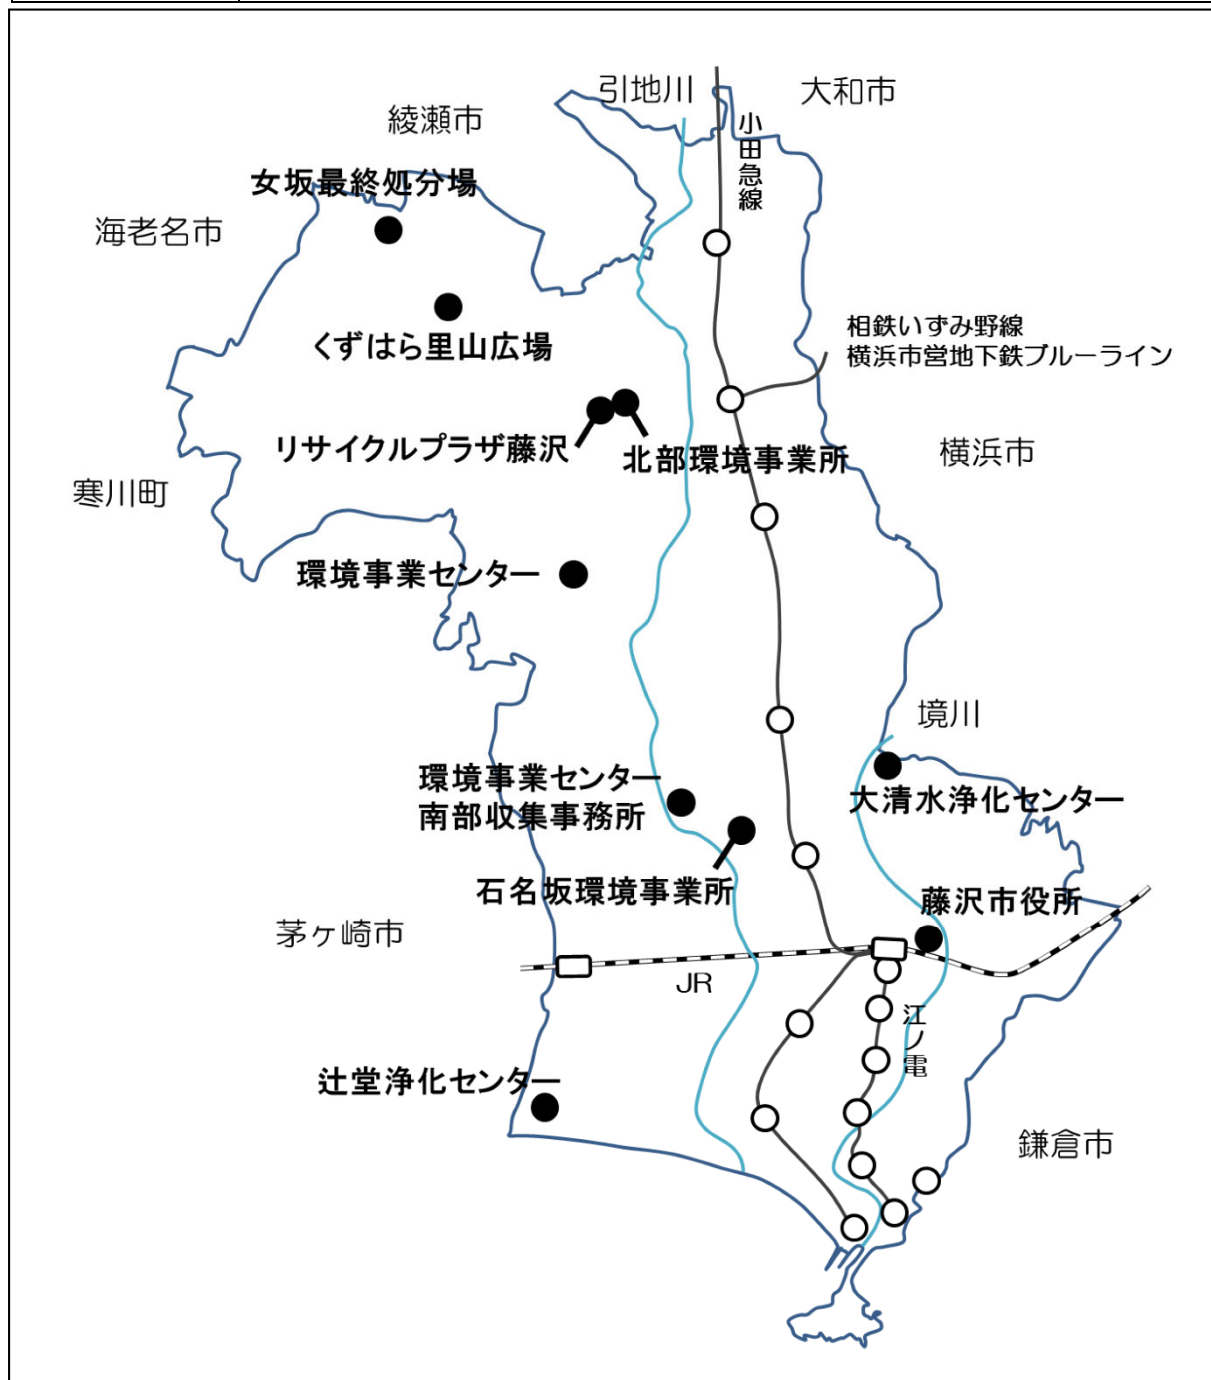 引地川
大和市
綾瀬市
小田急線
女坂最終処分場
海老名市
相鉄いずみ野線
横浜市営地下鉄ブルーライン
くずはら里山広場
リサイクルプラザ藤沢
北部環境事業所
横浜市
寒川町
環境事業センター
境川
環境事業センター
南部収集事務所
大清水浄化センター
石名坂環境事業所
藤沢市役所
茅ヶ崎市
JR
江ノ電
辻堂浄化センター
鎌倉市